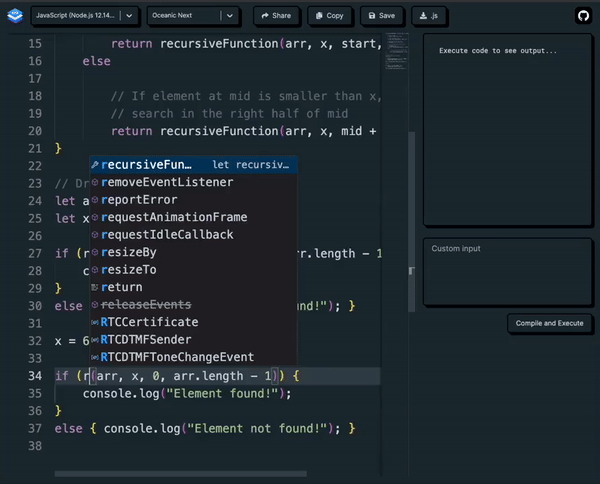 JavaScript (Node.js 12.14... Oceanic Next Share Copy Save .js
15 return recursiveFunction(arr, x, start,
16 else
17
18 // If element at mid is smaller than x,
19 // search in the right half of mid
20 return recursiveFunction(arr, x, mid +
21 }
22
23 // Dr
24 let a
25 let x
26
27 if (r rr.length - 1
28 c
29 }
30 else und!"); }
31
32 x = 6
33
34 if (r(arr, x, 0, arr.length - 1)) {
35 console.log("Element found!");
36 }
37 else { console.log("Element not found!"); }
38
recursiveFun... let recursiv...
removeEventListener
reportError
requestAnimationFrame
requestIdleCallback
resizeBy
resizeTo
return
releaseEvents
RTCCertificate
RTCDTMFSender
RTCDTMFToneChangeEvent
Execute code to see output...
Custom input
Compile and Execute